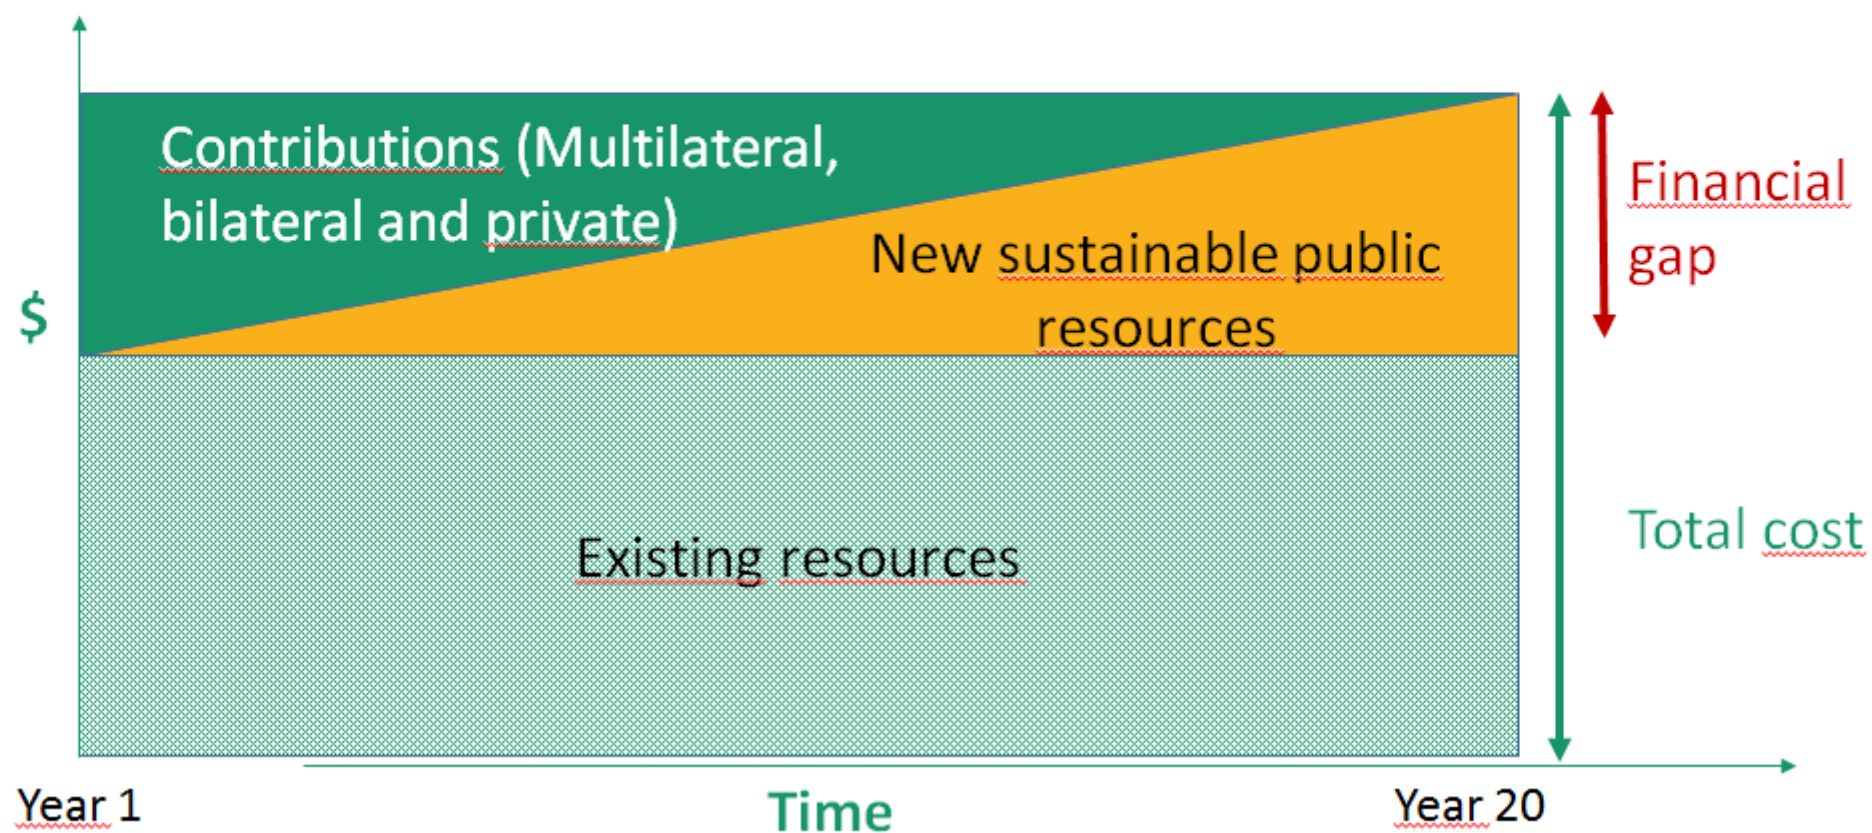 Contributions (Multilateral,
bilateral and private)
New sustainable public
resources
Financial
gap
$
Existing resources
Total cost
Year 1
Time
Year 20